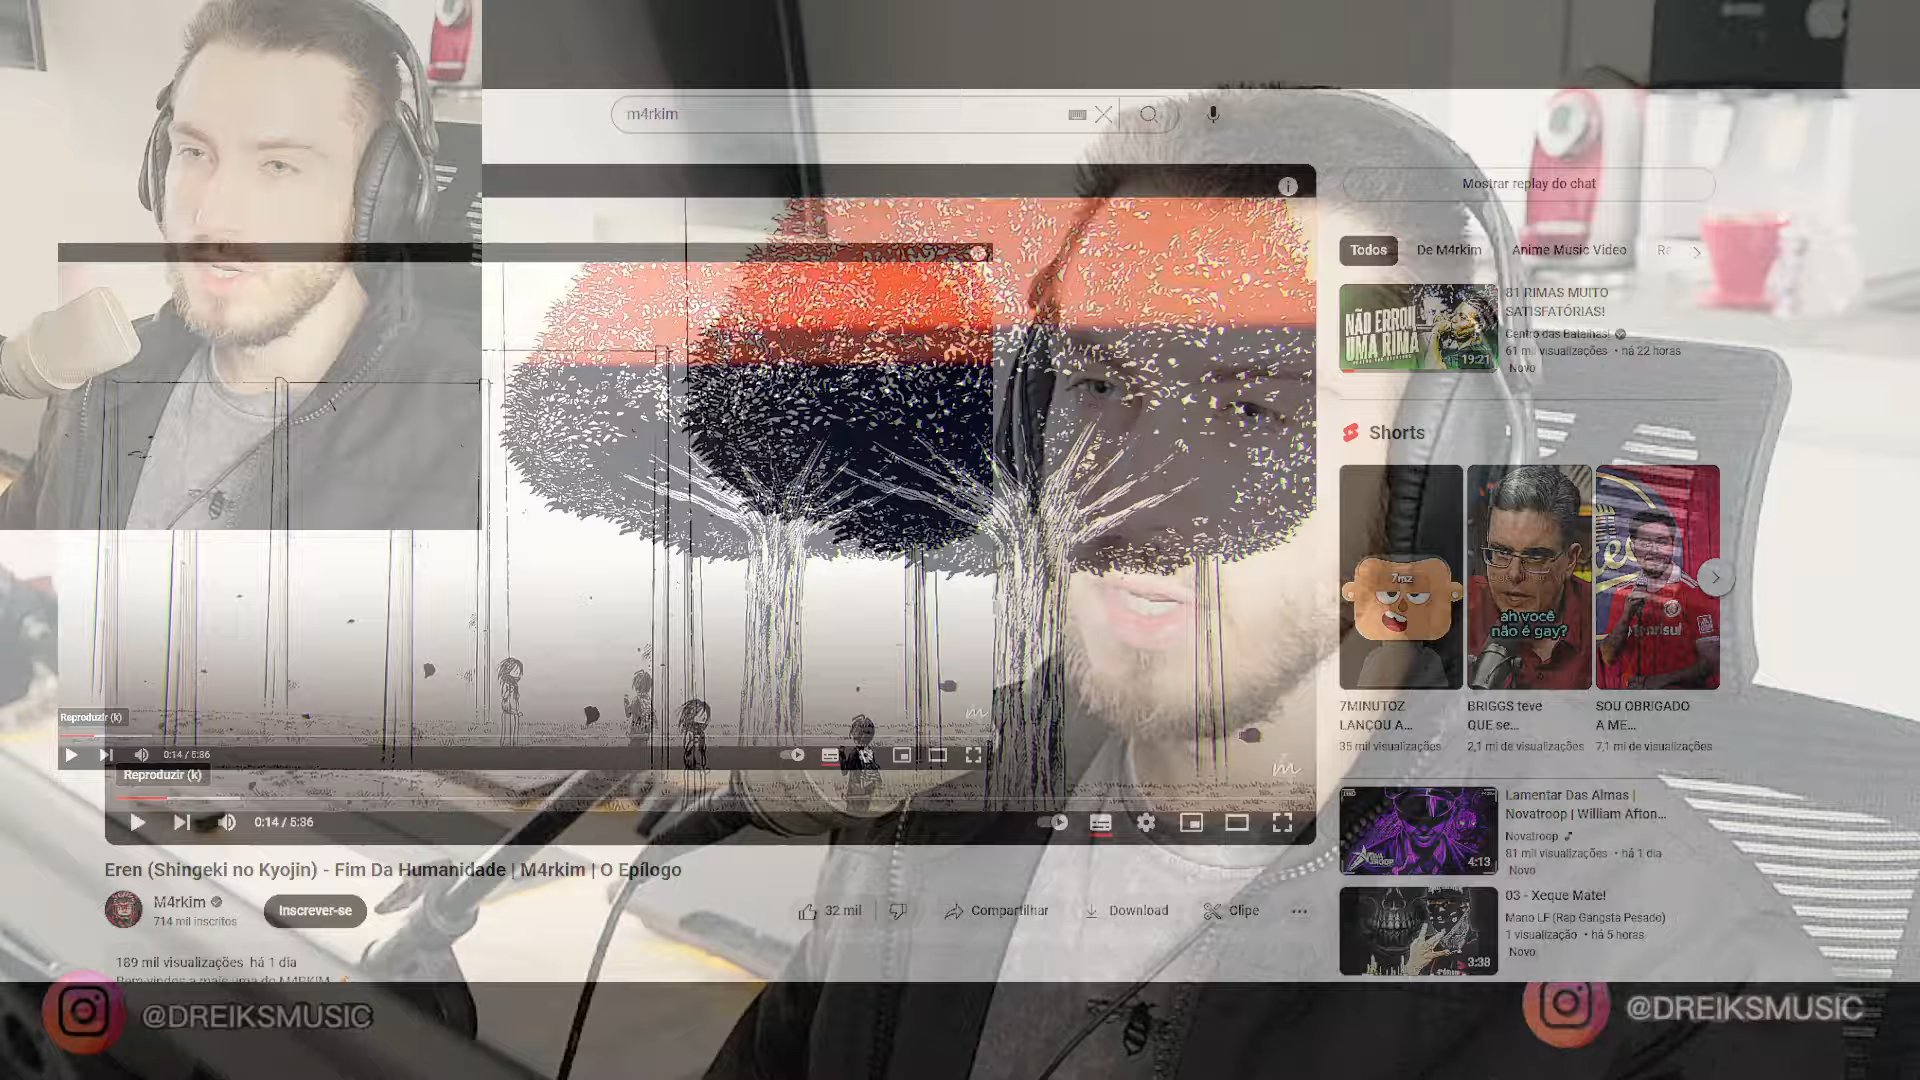 m4rkim
Mostrar replay do chat
Todos
De M4rkim
Anime Music Video
81 RIMAS MUITO
SATISFATÓRIAS!
Centro das Batalhas!
61 mil visualizações • há 22 horas
Novo
NÃO ERROU
UMA RIMA
19:21
Shorts
7mz
ah você
não é gay?
7MINUTOZ
LANÇOU A...
35 mil visualizações
BRIGGS teve
QUE se...
2,1 mi de visualizações
SOU OBRIGADO
A ME...
7,1 mi de visualizações
Reproduzir (k)
0:14 / 5:36
Reproduzir (k)
0:14 / 5:36
Eren (Shingeki no Kyojin) - Fim Da Humanidade | M4rkim | O Epílogo
M4rkim
714 mil inscritos
Inscrever-se
32 mil
Compartilhar
Download
Clipe
189 mil visualizações há 1 dia
Lamentar Das Almas |
Novatroop | William Afton...
Novatroop
81 mil visualizações • há 1 dia
Novo
4:13
03 - Xeque Mate!
Mano LF (Rap Gangsta Pesado)
1 visualização • há 5 horas
Novo
3:38
@DREIKSMUSIC
@DREIKSMUSIC